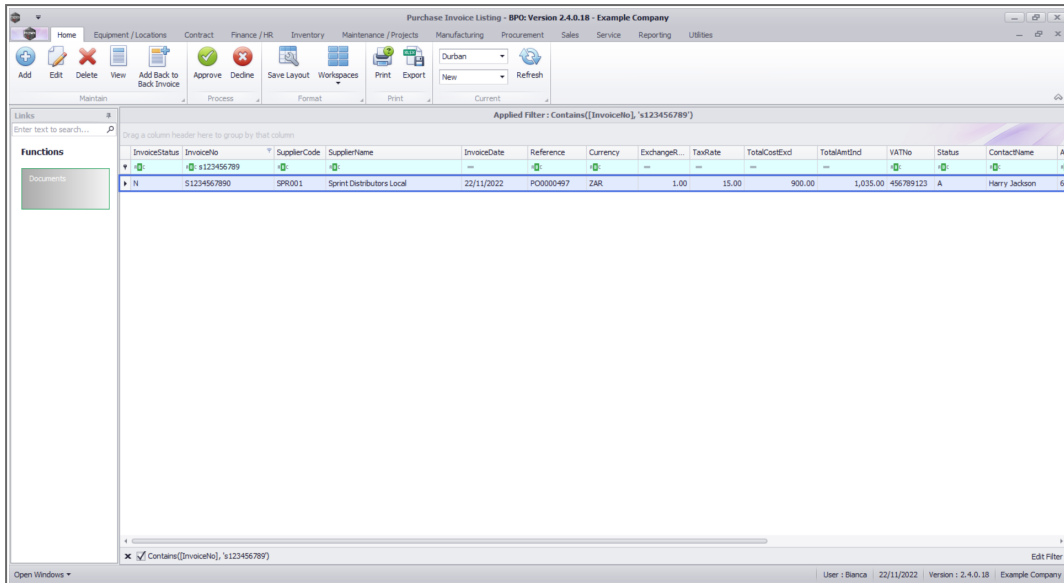 Purchase Invoice Listing - BPO: Version 2.4.0.18 - Example Company
Home Equipment / Locations Contract Finance / HR Inventory Maintenance / Projects Manufacturing Procurement Sales Service Reporting Utilities
Add Edit Delete View Add Back to Back Invoice Approve Decline Save Layout Workspaces Print Export Durban New Refresh
Maintain Process Format Print Current
Links
Enter text to search...
Functions
Documents
Applied Filter : Contains([InvoiceNo], 's123456789')
Drag a column header here to group by that column
InvoiceStatus InvoiceNo SupplierCode SupplierName InvoiceDate Reference Currency ExchangeR... TaxRate TotalCostExcl TotalAmtIncl VATNo Status ContactName A
s123456789
N S1234567890 SPR001 Sprint Distributors Local 22/11/2022 PO0000497 ZAR 1.00 15.00 900.00 1,035.00 456789123 A Harry Jackson 6
Contains([InvoiceNo], 's123456789') Edit Filter
Open Windows User : Bianca 22/11/2022 Version : 2.4.0.18 Example Company